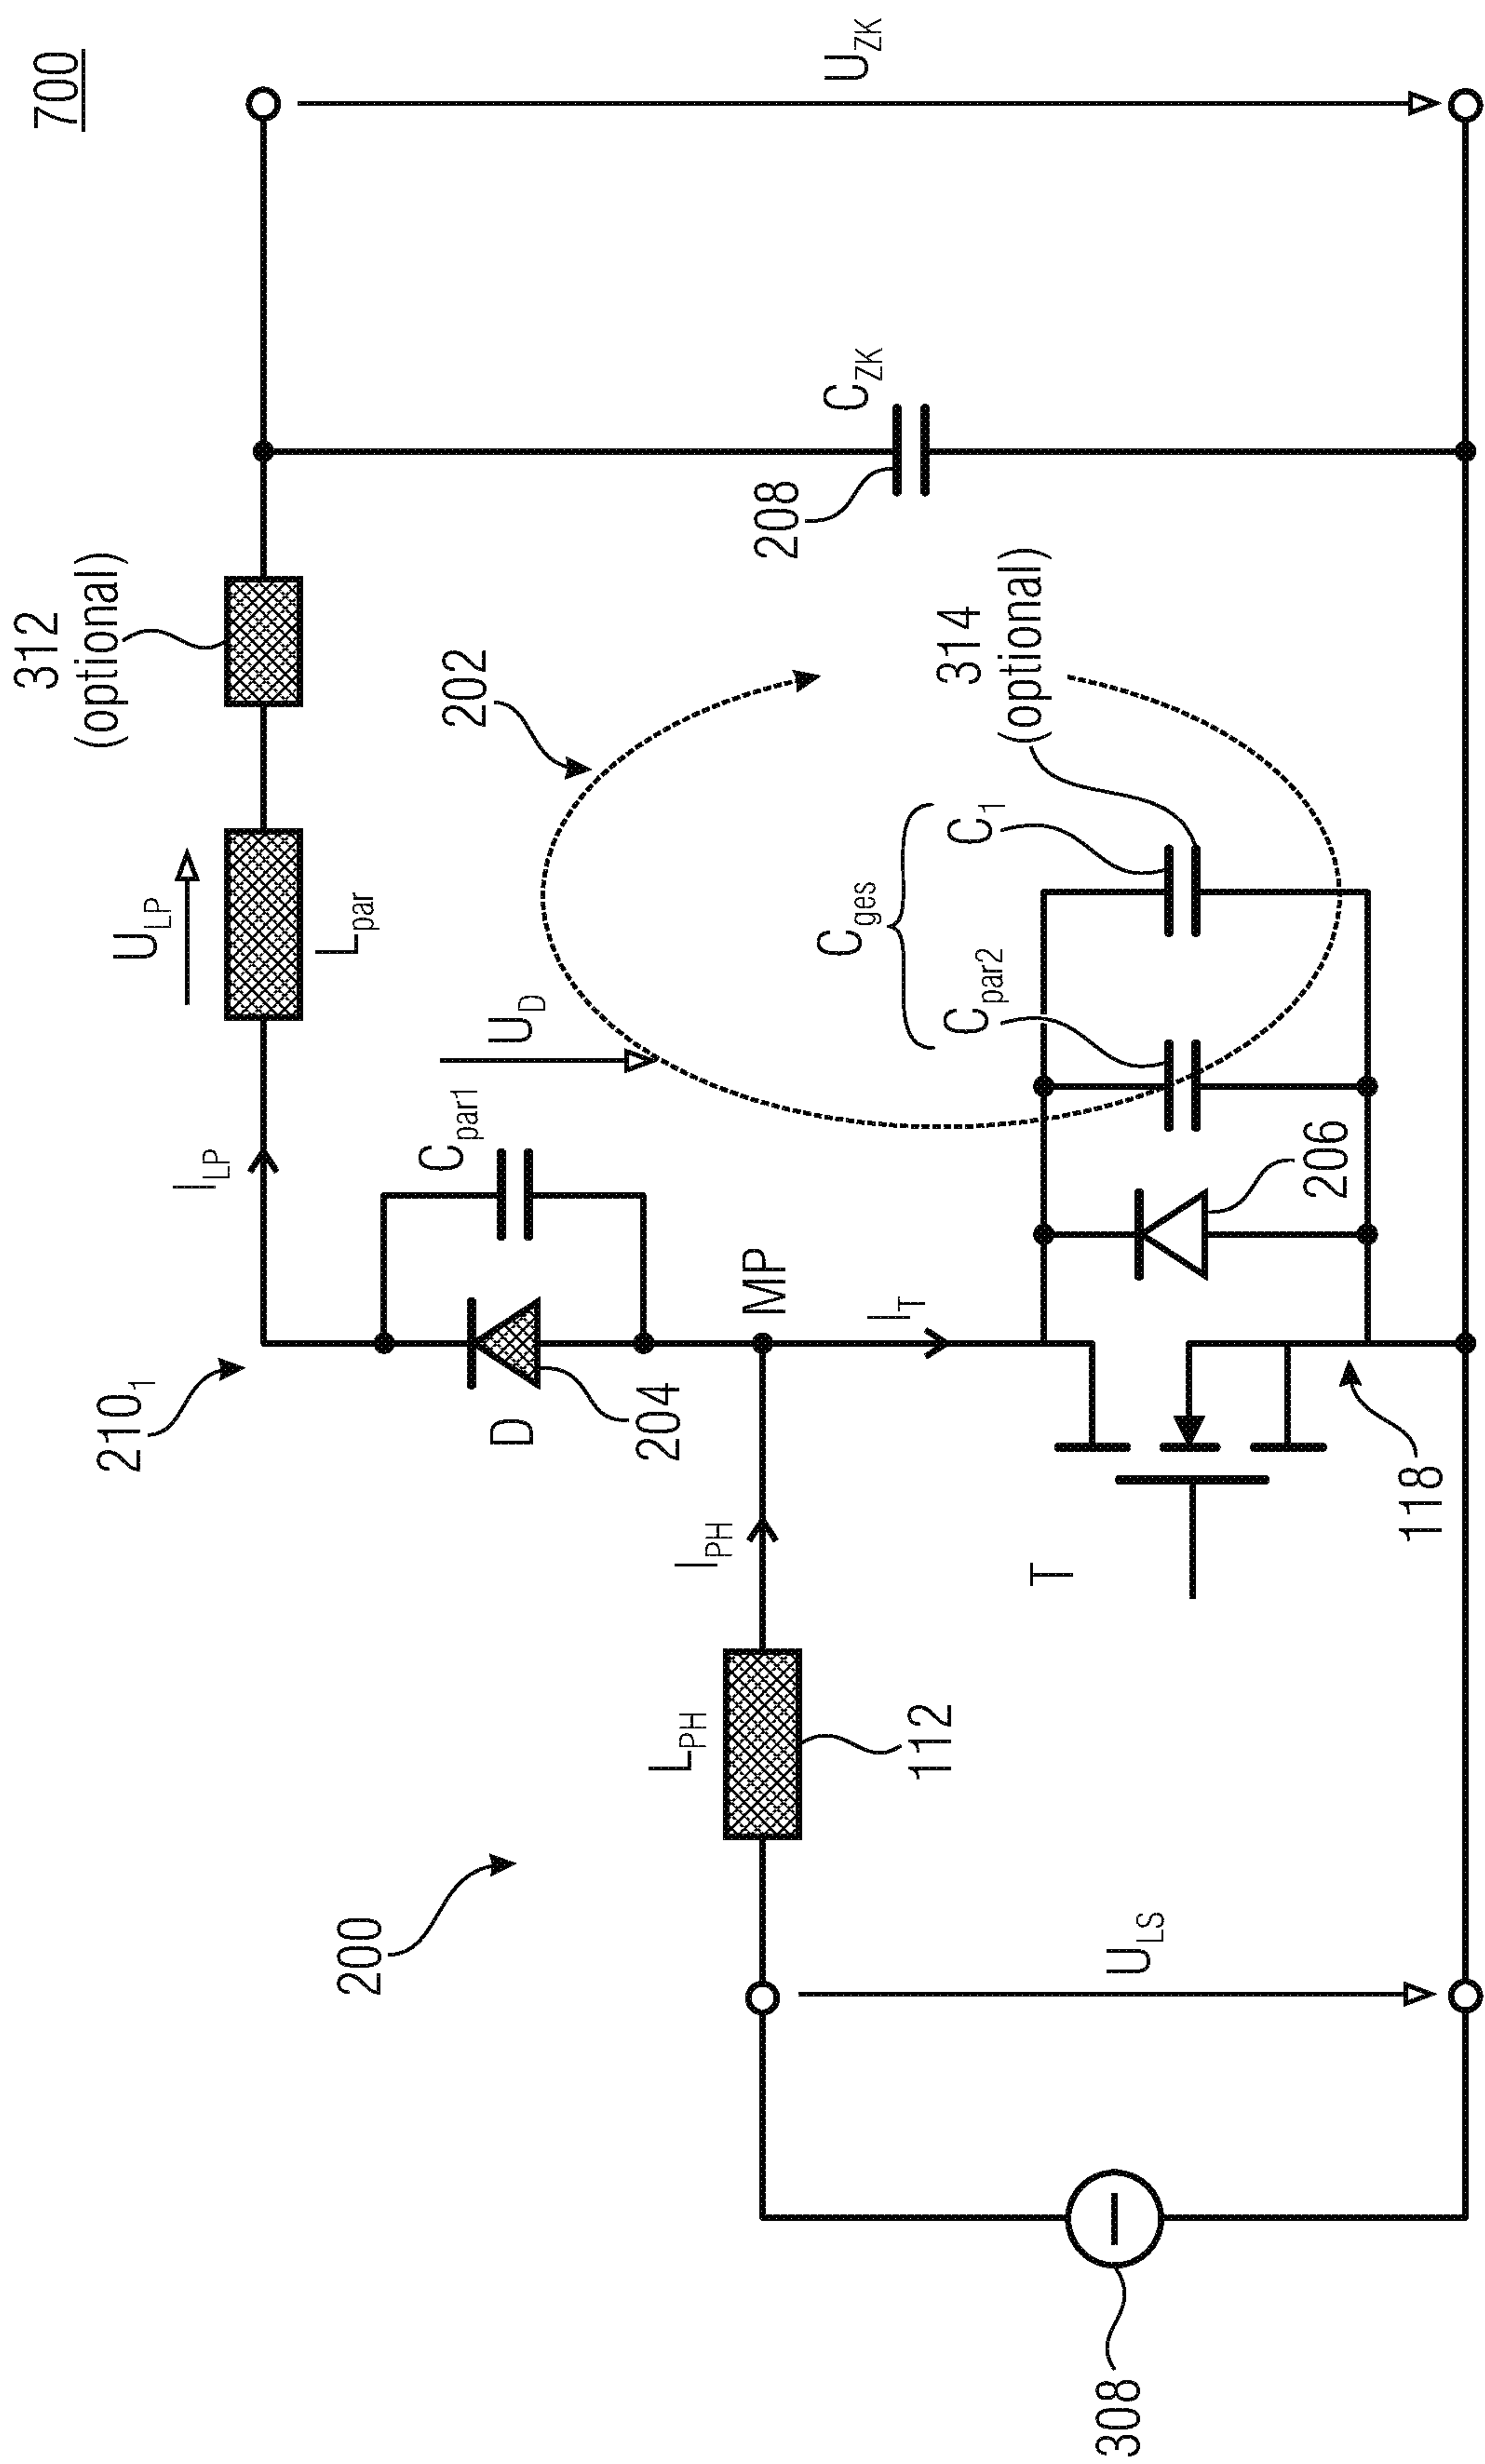 700
312
(optional)
U_LP
L_par
I_LP
210_1
202
U_D
C_par1
D
204
MP
200
L_PH
112
I_PH
208
C_ZK
U_ZK
C_ges
C_par2
C_1
314
(optional)
I_T
206
T
118
U_LS
308